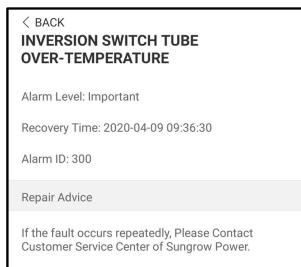 < BACK
INVERSION SWITCH TUBE
OVER-TEMPERATURE
Alarm Level: Important
Recovery Time: 2020-04-09 09:36:30
Alarm ID: 300
Repair Advice
If the fault occurs repeatedly, Please Contact
Customer Service Center of Sungrow Power.